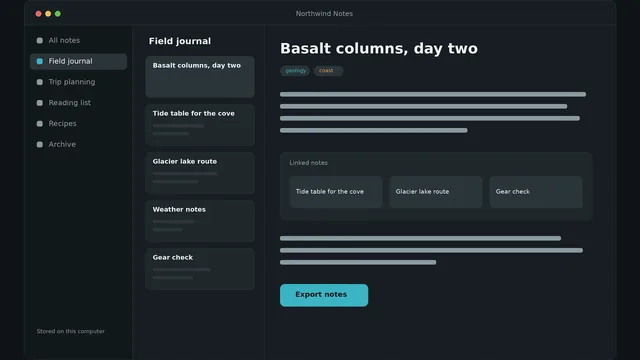 Northwind Notes
All notes
Field journal
Trip planning
Reading list
Recipes
Archive
Stored on this computer
Field journal
Basalt columns, day two
Tide table for the cove
Glacier lake route
Weather notes
Gear check
Basalt columns, day two
geology
coast
Linked notes
Tide table for the cove
Glacier lake route
Gear check
Export notes